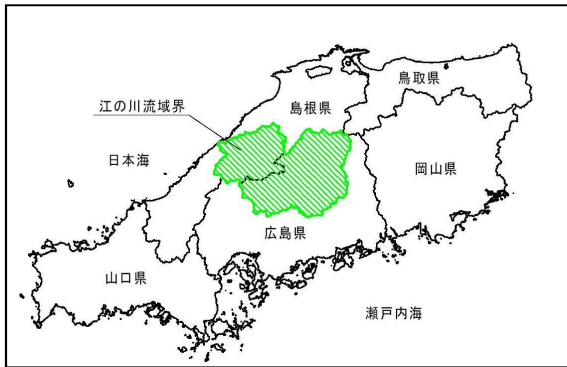 鳥取県
江の川流域界
島根県
日本海
岡山県
広島県
山口県
瀬戸内海